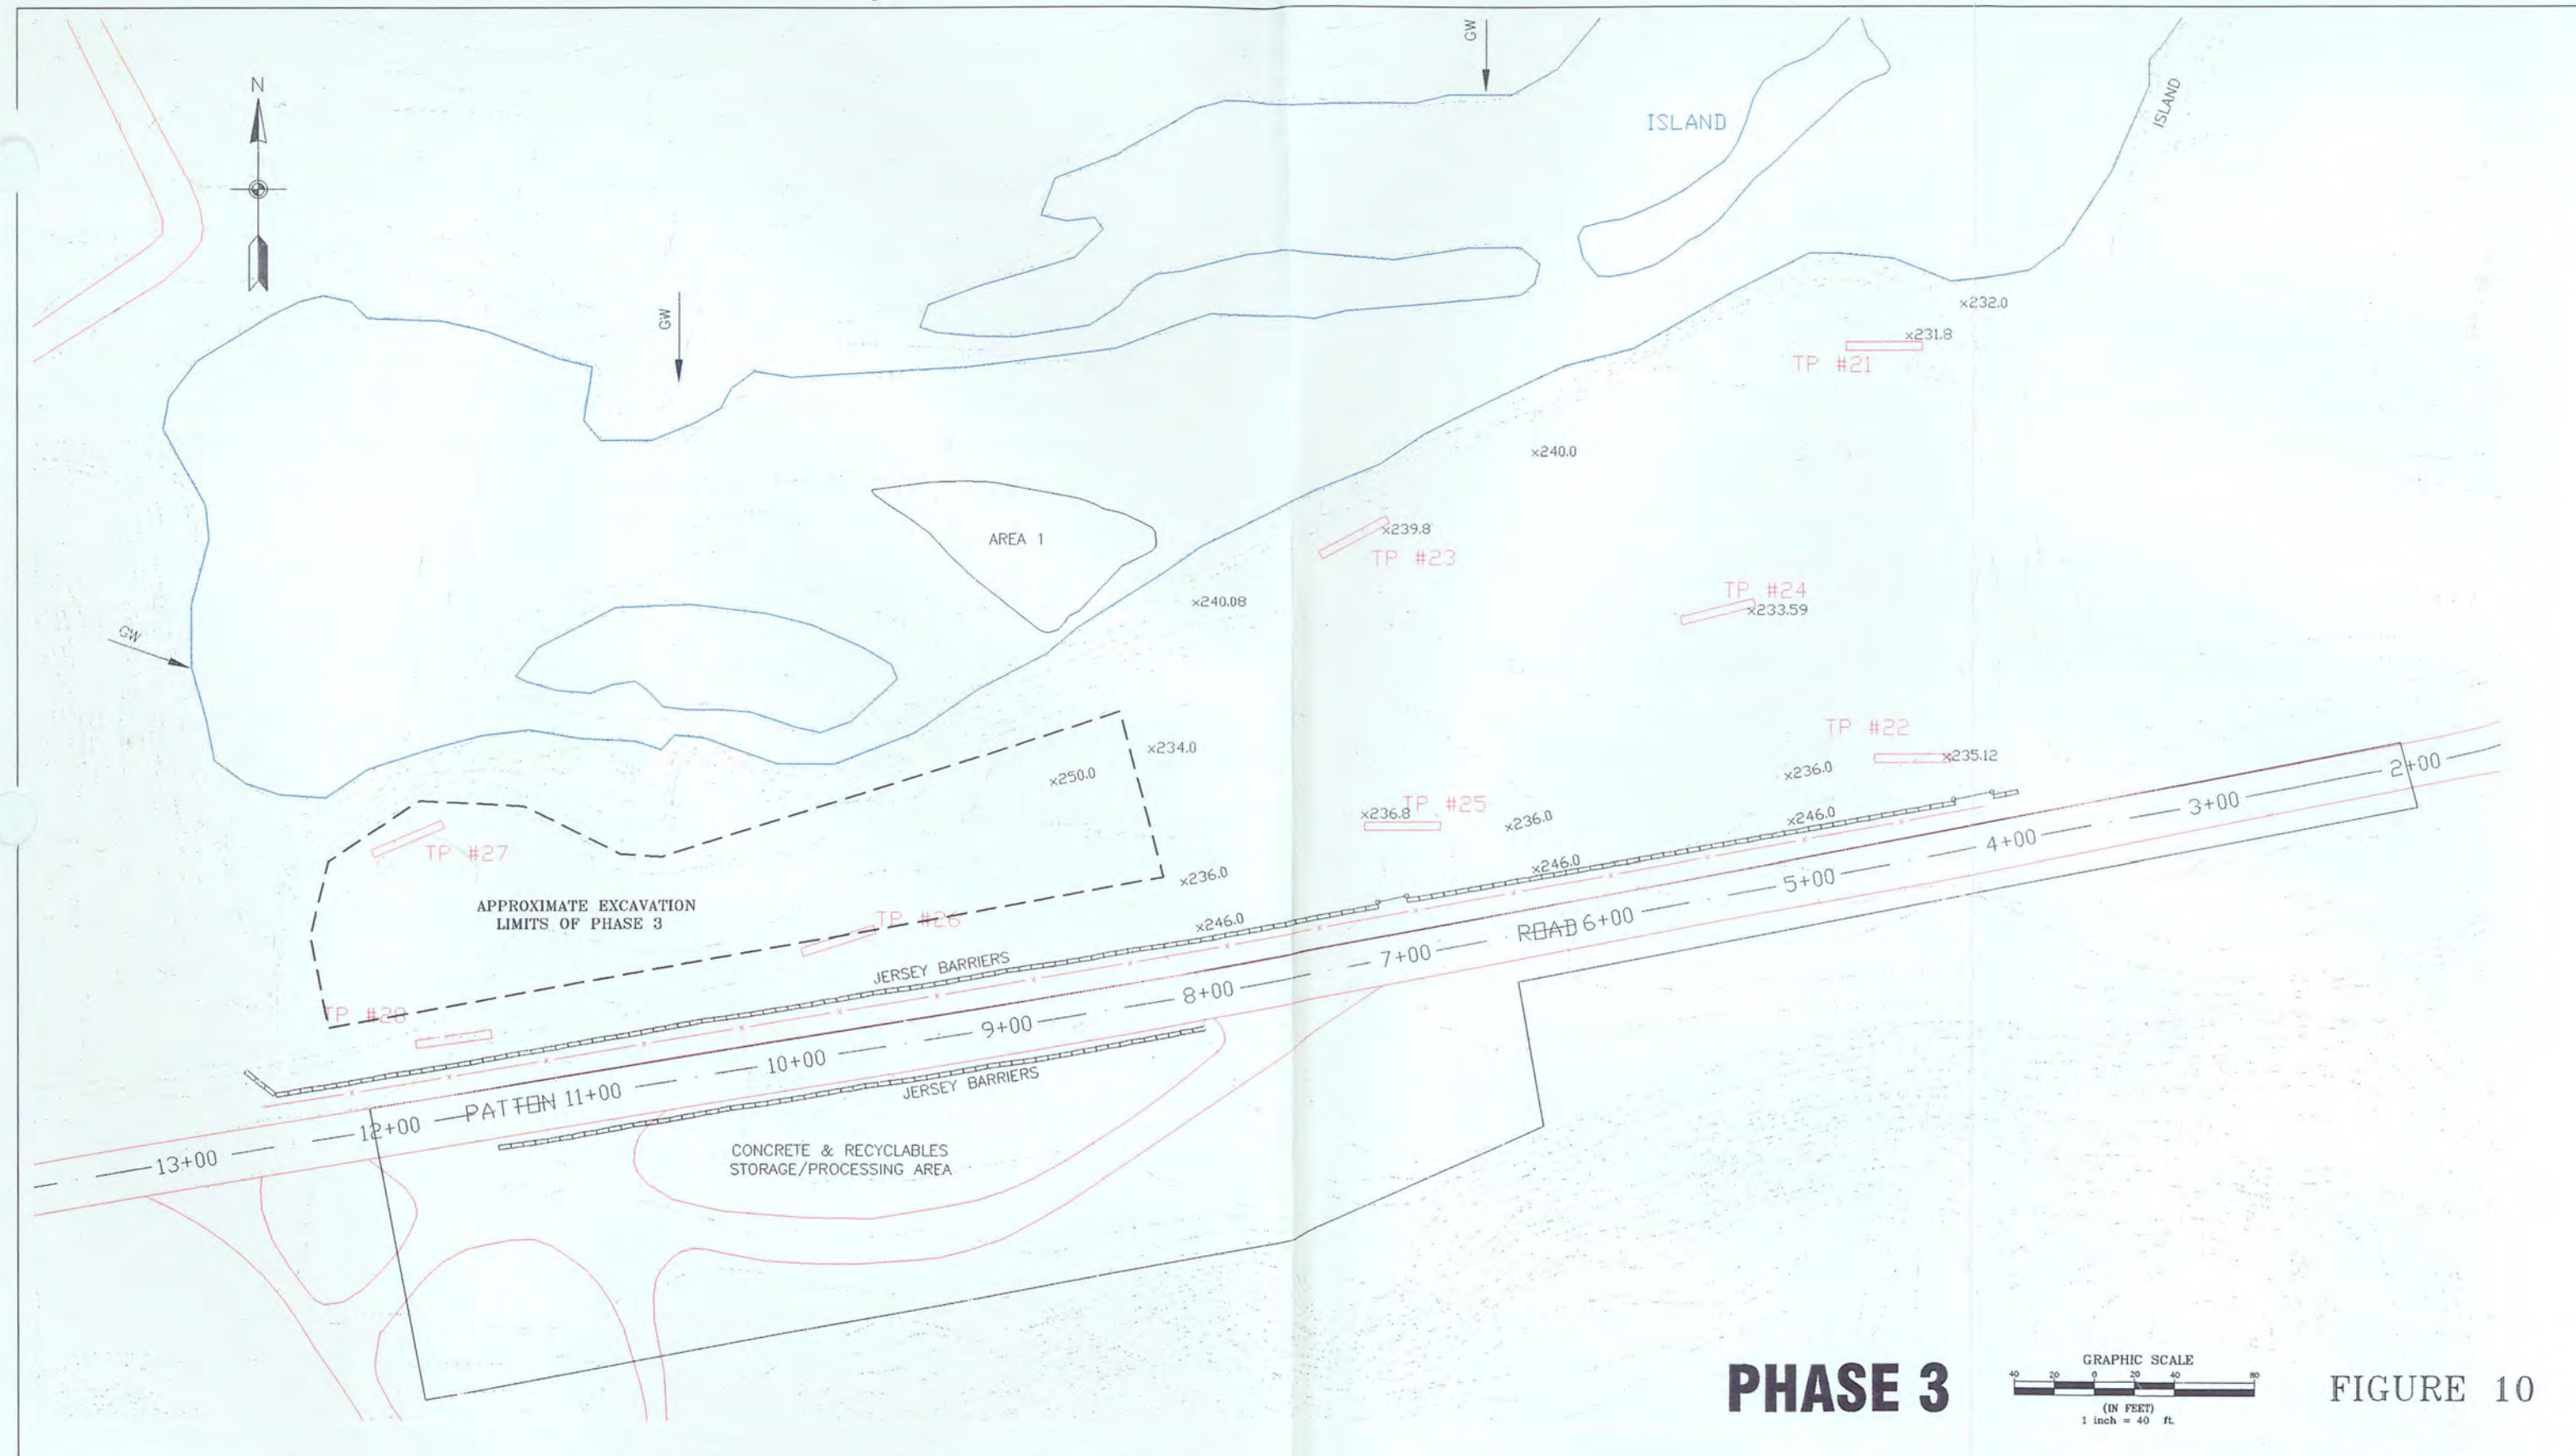 GW
N
ISLAND
ISLAND
x232.0
GW
x231.8
TP #21
x240.0
x239.8
TP #23
AREA 1
TP #24
x233.59
x240.08
GW
TP #22
x234.0
x235.12
x250.0
x236.0
2+00
TP #25
x236.8
3+00
x236.0
x246.0
TP #27
4+00
x246.0
x236.0
5+00
APPROXIMATE EXCAVATION
LIMITS OF PHASE 3
TP #26
x246.0
ROAD 6+00
JERSEY BARRIERS
7+00
8+00
TP #28
9+00
10+00
JERSEY BARRIERS
PATTON 11+00
12+00
CONCRETE & RECYCLABLES
STORAGE/PROCESSING AREA
13+00
PHASE 3
GRAPHIC SCALE
40 20 0 20 40 80
(IN FEET)
1 inch = 40 ft.
FIGURE 10